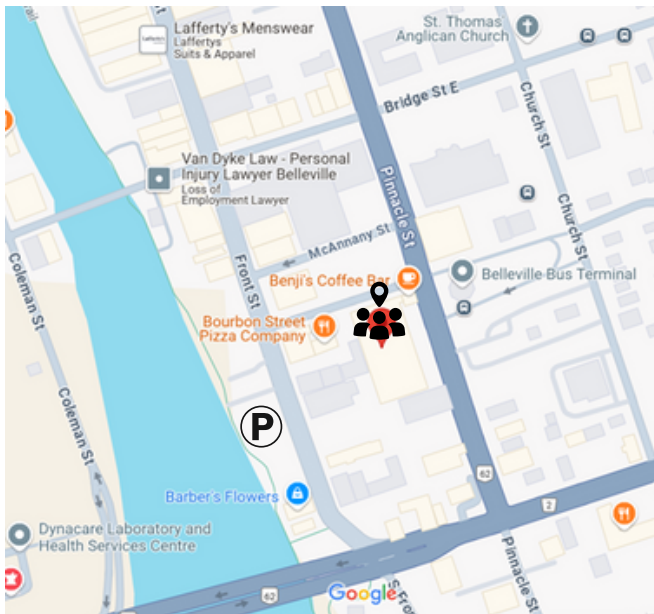 Lafferty's Menswear
Laffertys
Suits & Apparel
St. Thomas
Anglican Church
Bridge St E
Church St
Van Dyke Law - Personal
Injury Lawyer Belleville
Loss of
Employment Lawyer
Pinnacle St
McAnnany St
Church St
Coleman St
Front St
Benji's Coffee Bar
Belleville Bus Terminal
Bourbon Street
Pizza Company
P
Coleman St
62
Barber's Flowers
2
Dynacare Laboratory and
Health Services Centre
Pinnacle St
62
Google
S Fro